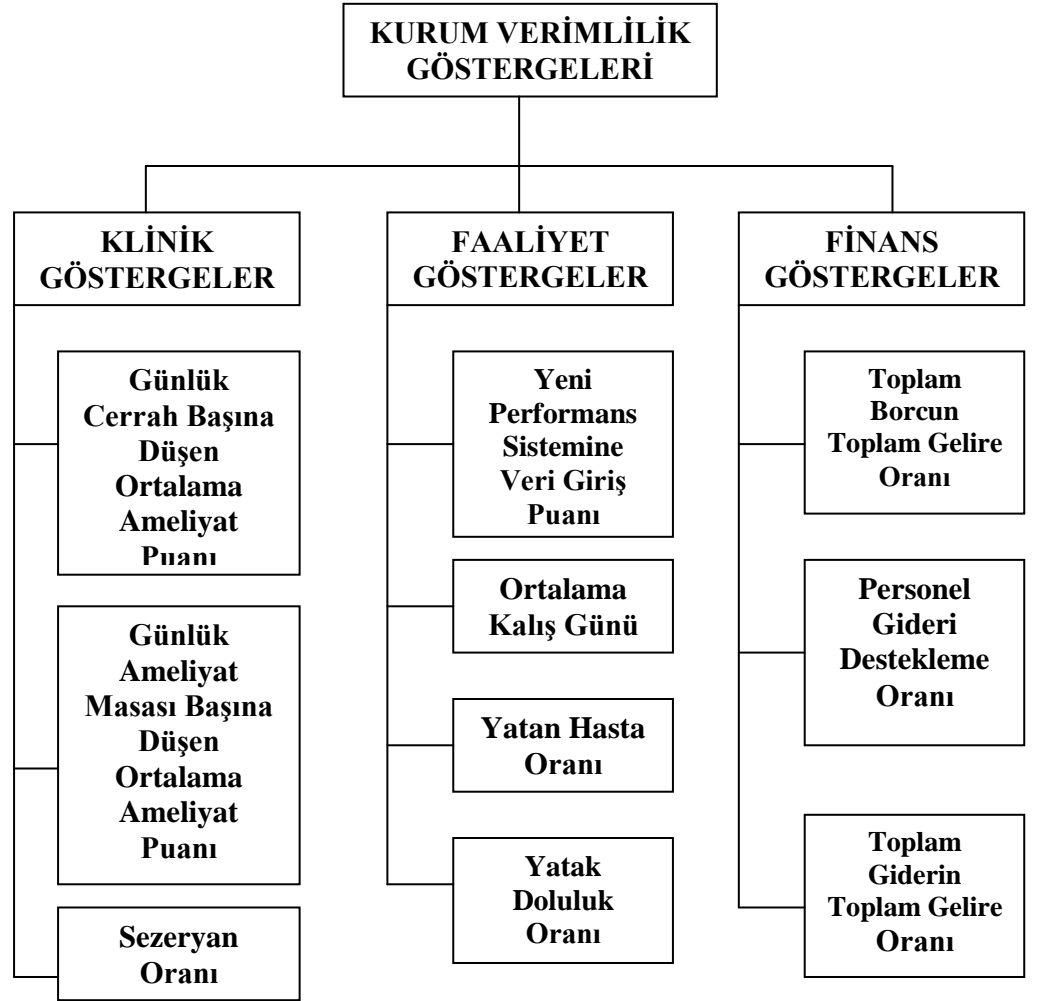 KURUM VERİMLİLİK
GÖSTERGELERİ
KLİNİK
GÖSTERGELER
Günlük
Cerrah Başına
Düşen
Ortalama
Ameliyat
Puanı
Günlük
Ameliyat
Masası Başına
Düşen
Ortalama
Ameliyat
Puanı
Sezeryan
Oranı
FAALİYET
GÖSTERGELER
Yeni
Performans
Sistemine
Veri Giriş
Puanı
Ortalama
Kalış Günü
Yatan Hasta
Oranı
Yatak
Doluluk
Oranı
FİNANS
GÖSTERGELER
Toplam
Borcun
Toplam Gelire
Oranı
Personel
Gideri
Destekleme
Oranı
Toplam
Giderin
Toplam Gelire
Oranı